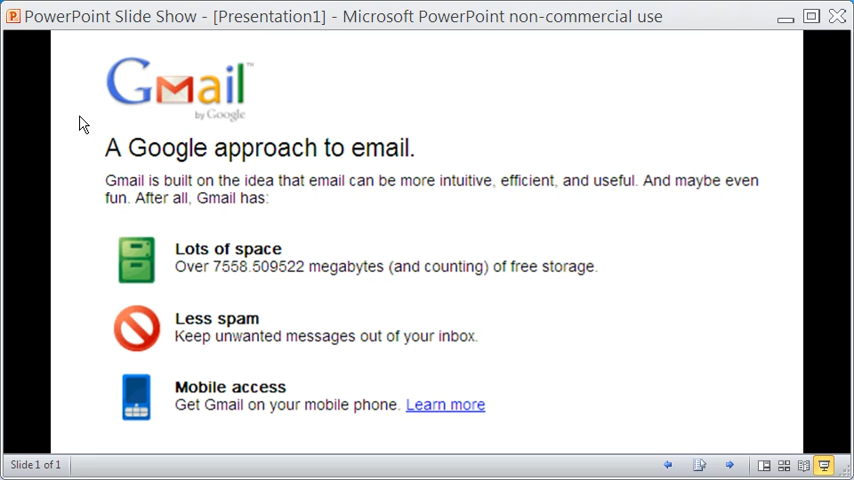 PowerPoint Slide Show - [Presentation1] - Microsoft PowerPoint non-commercial use
Gmail™
by Google
A Google approach to email.
Gmail is built on the idea that email can be more intuitive, efficient, and useful. And maybe even
fun. After all, Gmail has:
Lots of space
Over 7558.509522 megabytes (and counting) of free storage.
Less spam
Keep unwanted messages out of your inbox.
Mobile access
Get Gmail on your mobile phone. Learn more
Slide 1 of 1